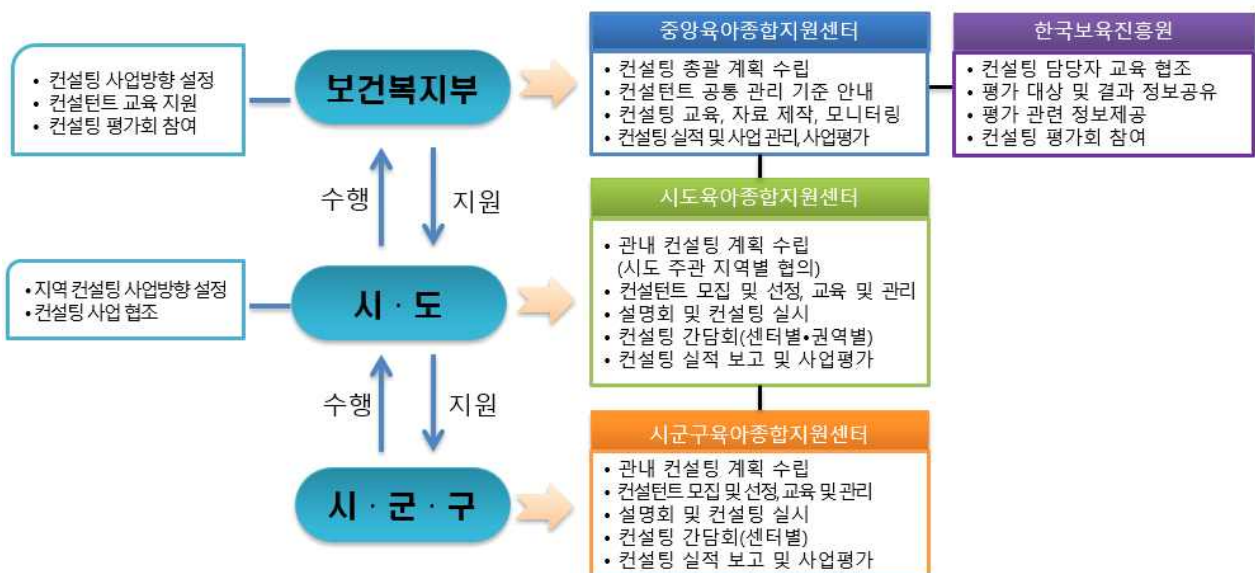 • 컨설팅 사업방향 설정
• 컨설턴트 교육 지원
• 컨설팅 평가회 참여
보건복지부
중앙육아종합지원센터
• 컨설팅 총괄 계획 수립
• 컨설턴트 공통 관리 기준 안내
• 컨설팅 교육, 자료 제작, 모니터링
• 컨설팅 실적 및 사업 관리, 사업평가
한국보육진흥원
• 컨설팅 담당자 교육 협조
• 평가 대상 및 결과 정보공유
• 평가 관련 정보제공
• 컨설팅 평가회 참여
수행
지원
• 지역 컨설팅 사업방향 설정
• 컨설팅 사업 협조
시 · 도
시도육아종합지원센터
• 관내 컨설팅 계획 수립
(시도 주관 지역별 협의)
• 컨설턴트 모집 및 선정, 교육 및 관리
• 설명회 및 컨설팅 실시
• 컨설팅 간담회(센터별•권역별)
• 컨설팅 실적 보고 및 사업평가
수행
지원
시 · 군 · 구
시군구육아종합지원센터
• 관내 컨설팅 계획 수립
• 컨설턴트 모집 및 선정, 교육 및 관리
• 설명회 및 컨설팅 실시
• 컨설팅 간담회(센터별)
• 컨설팅 실적 보고 및 사업평가